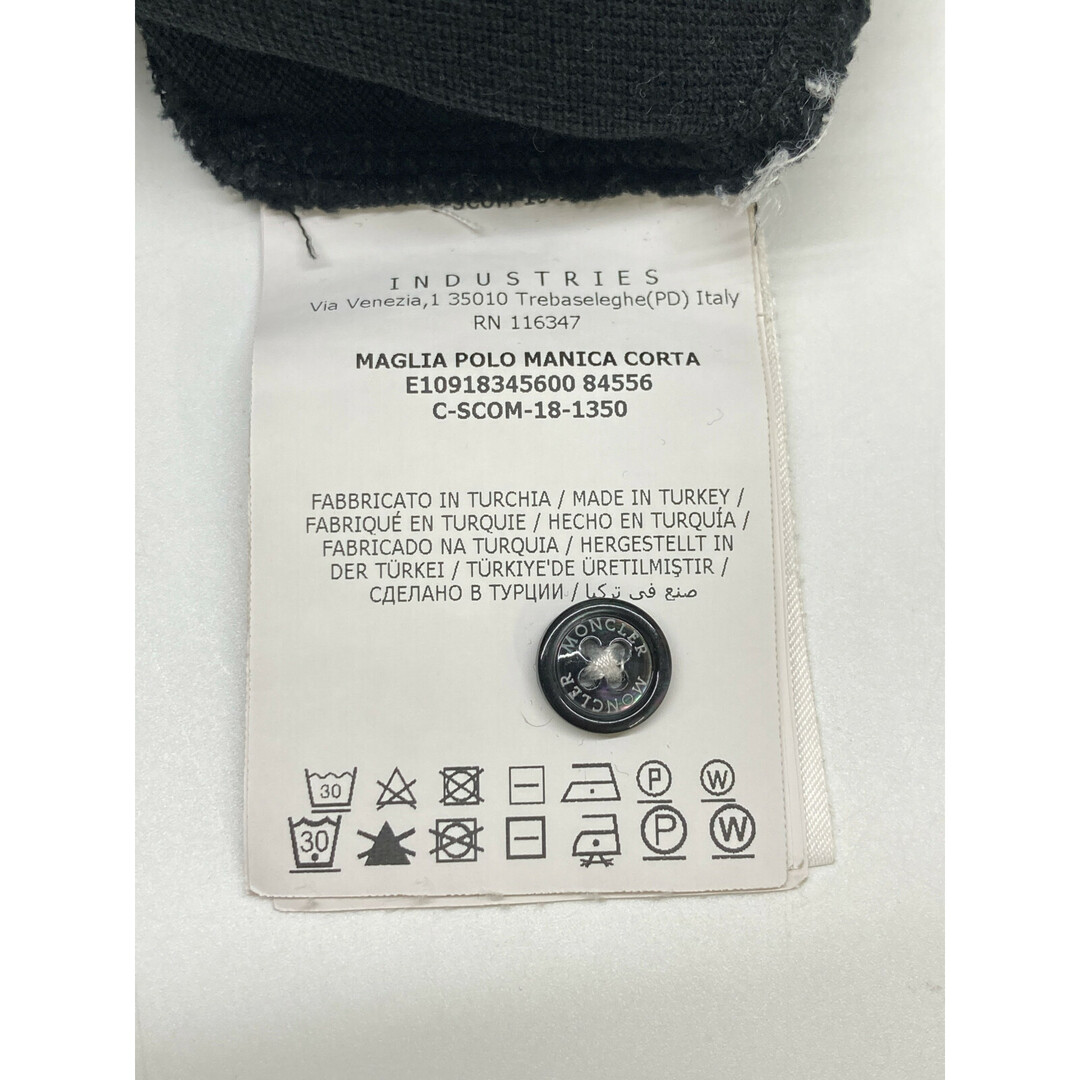 INDUSTRIES
Via Venezia,1 35010 Trebaseleghe(PD) Italy
RN 116347
MAGLIA POLO MANICA CORTA
E10918345600 84556
C-SCOM-18-1350
FABBRICATO IN TURCHIA / MADE IN TURKEY /
FABRIQUÉ EN TURQUIE / HECHO EN TURQUÍA /
FABRICADO NA TURQUIA / HERGESTELLT IN
DER TÜRKEI / TÜRKIYE'DE ÜRETILMIŞTIR /
СДЕЛАНО В ТУРЦИИ / صنع في تركيا
MONCLER
MONCLER
30 P W
30 P W